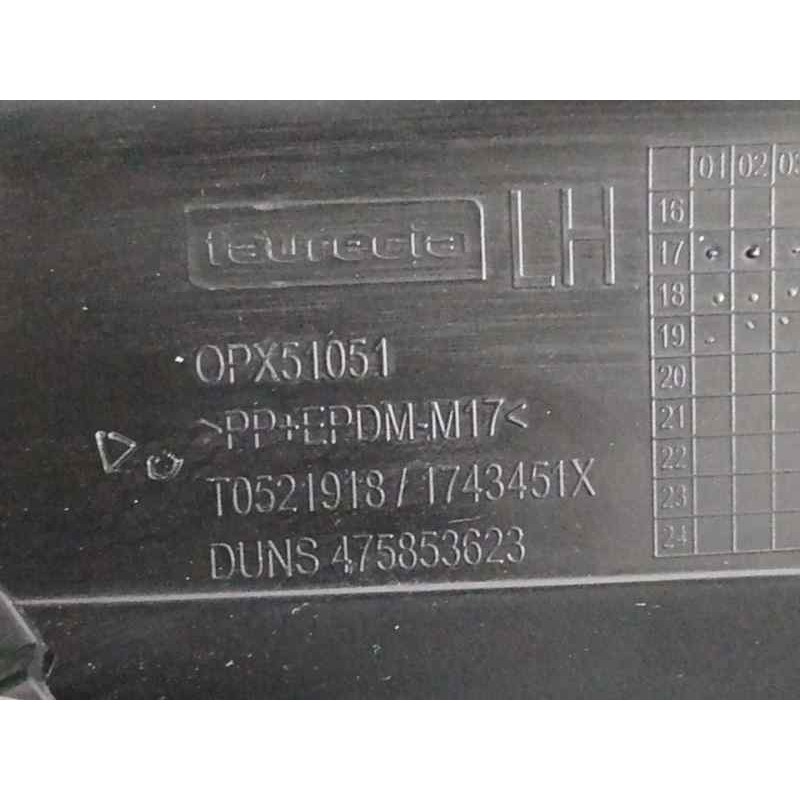 faurecia LH
OPX51051
>PP+EPDM-M17<
T0521918 / 1743451X
DUNS 475853623
01 02 03
16
17
18
19
20
21
22
23
24